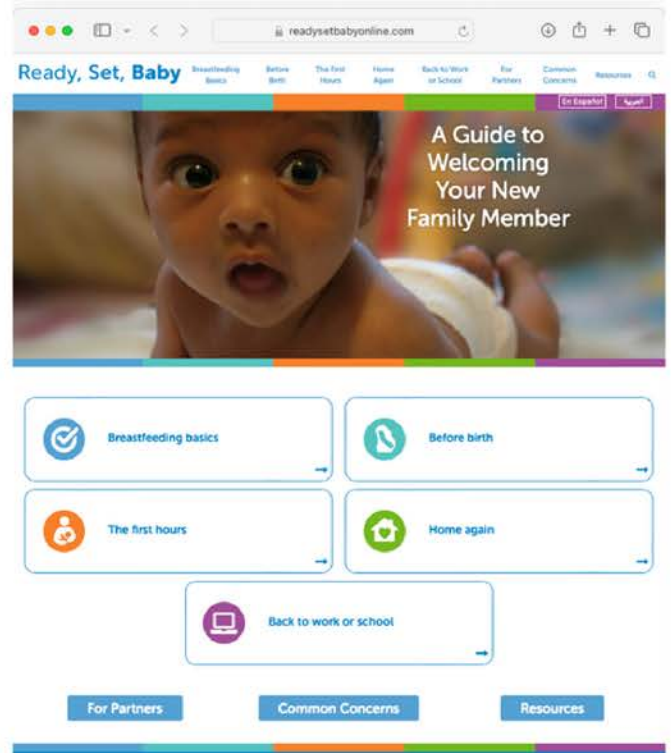 readysetbabyonline.com
Ready, Set, Baby
Breastfeeding
Basics
Before
Birth
The First
Hours
Home
Again
Back to Work
or School
For
Partners
Common
Concerns
Resources
En Español
العربية
A Guide to
Welcoming
Your New
Family Member
Breastfeeding basics
Before birth
The first hours
Home again
Back to work or school
For Partners
Common Concerns
Resources